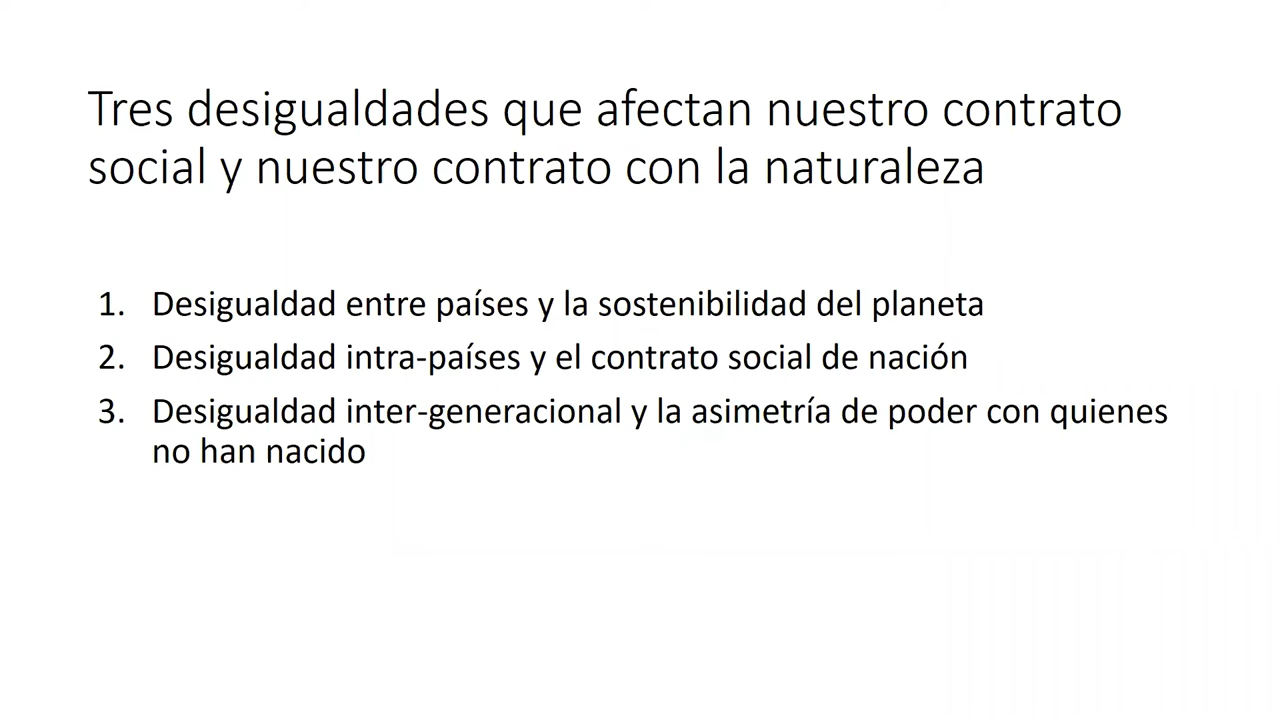 Tres desigualdades que afectan nuestro contrato
social y nuestro contrato con la naturaleza
1. Desigualdad entre países y la sostenibilidad del planeta
2. Desigualdad intra-países y el contrato social de nación
3. Desigualdad inter-generacional y la asimetría de poder con quienes
no han nacido